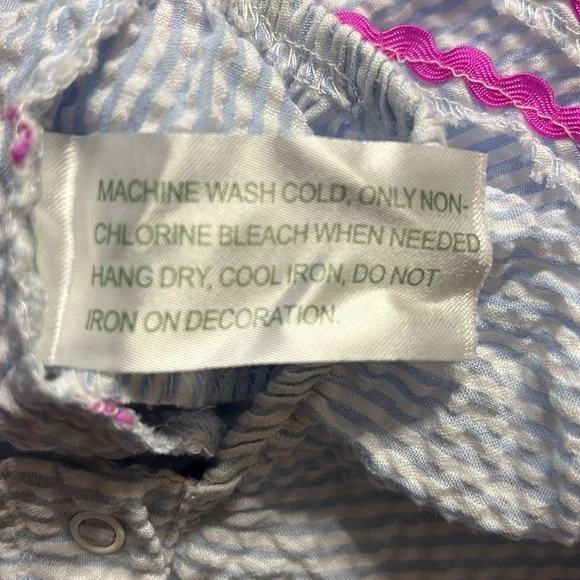 MACHINE WASH COLD, ONLY NON-
CHLORINE BLEACH WHEN NEEDED
HANG DRY, COOL IRON, DO NOT
IRON ON DECORATION.